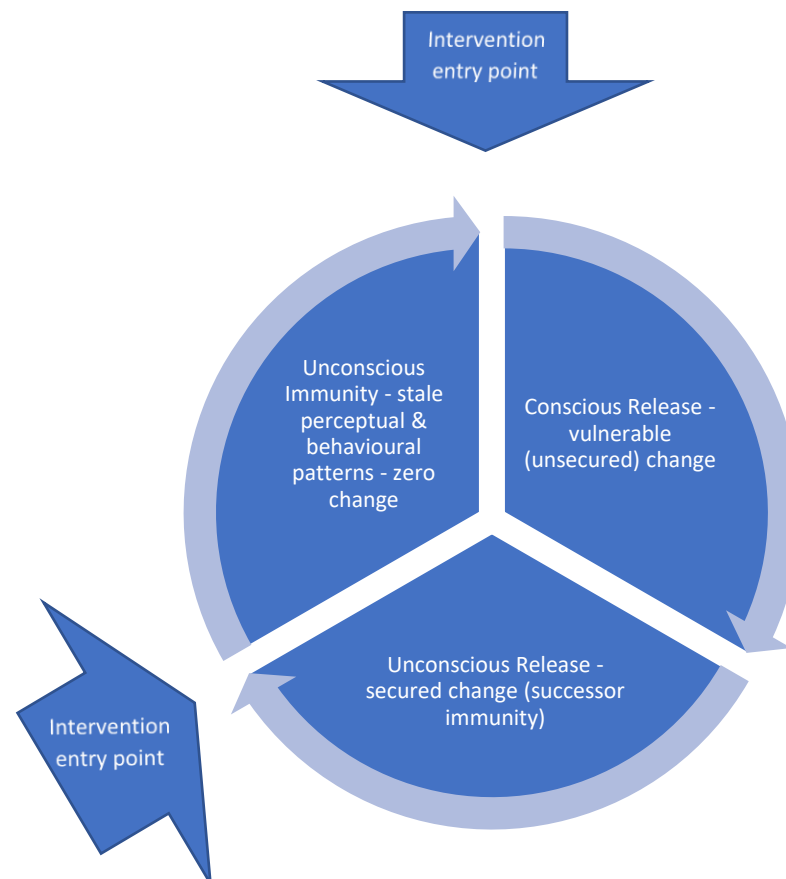 Intervention
entry point
Unconscious
Immunity - stale
perceptual &
behavioural
patterns - zero
change
Conscious Release -
vulnerable
(unsecured) change
Unconscious Release -
secured change (successor
immunity)
Intervention
entry point